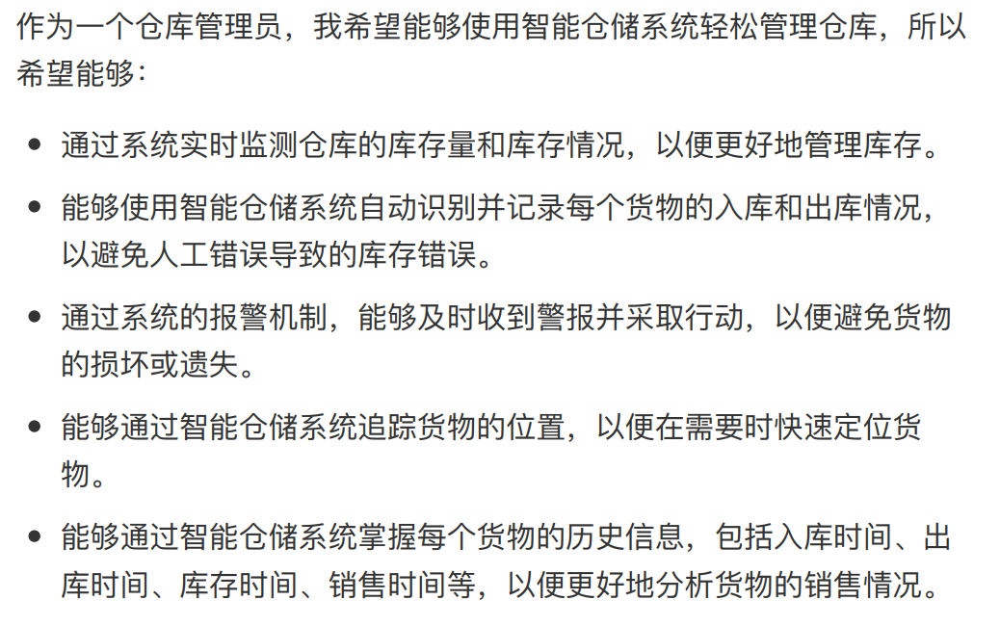 作为一个仓库管理员，我希望能够使用智能仓储系统轻松管理仓库，所以
希望能够：
● 通过系统实时监测仓库的库存量和库存情况，以便更好地管理库存。
● 能够使用智能仓储系统自动识别并记录每个货物的入库和出库情况，
以避免人工错误导致的库存错误。
● 通过系统的报警机制，能够及时收到警报并采取行动，以便避免货物
的损坏或遗失。
● 能够通过智能仓储系统追踪货物的位置，以便在需要时快速定位货
物。
● 能够通过智能仓储系统掌握每个货物的历史信息，包括入库时间、出
库时间、库存时间、销售时间等，以便更好地分析货物的销售情况。